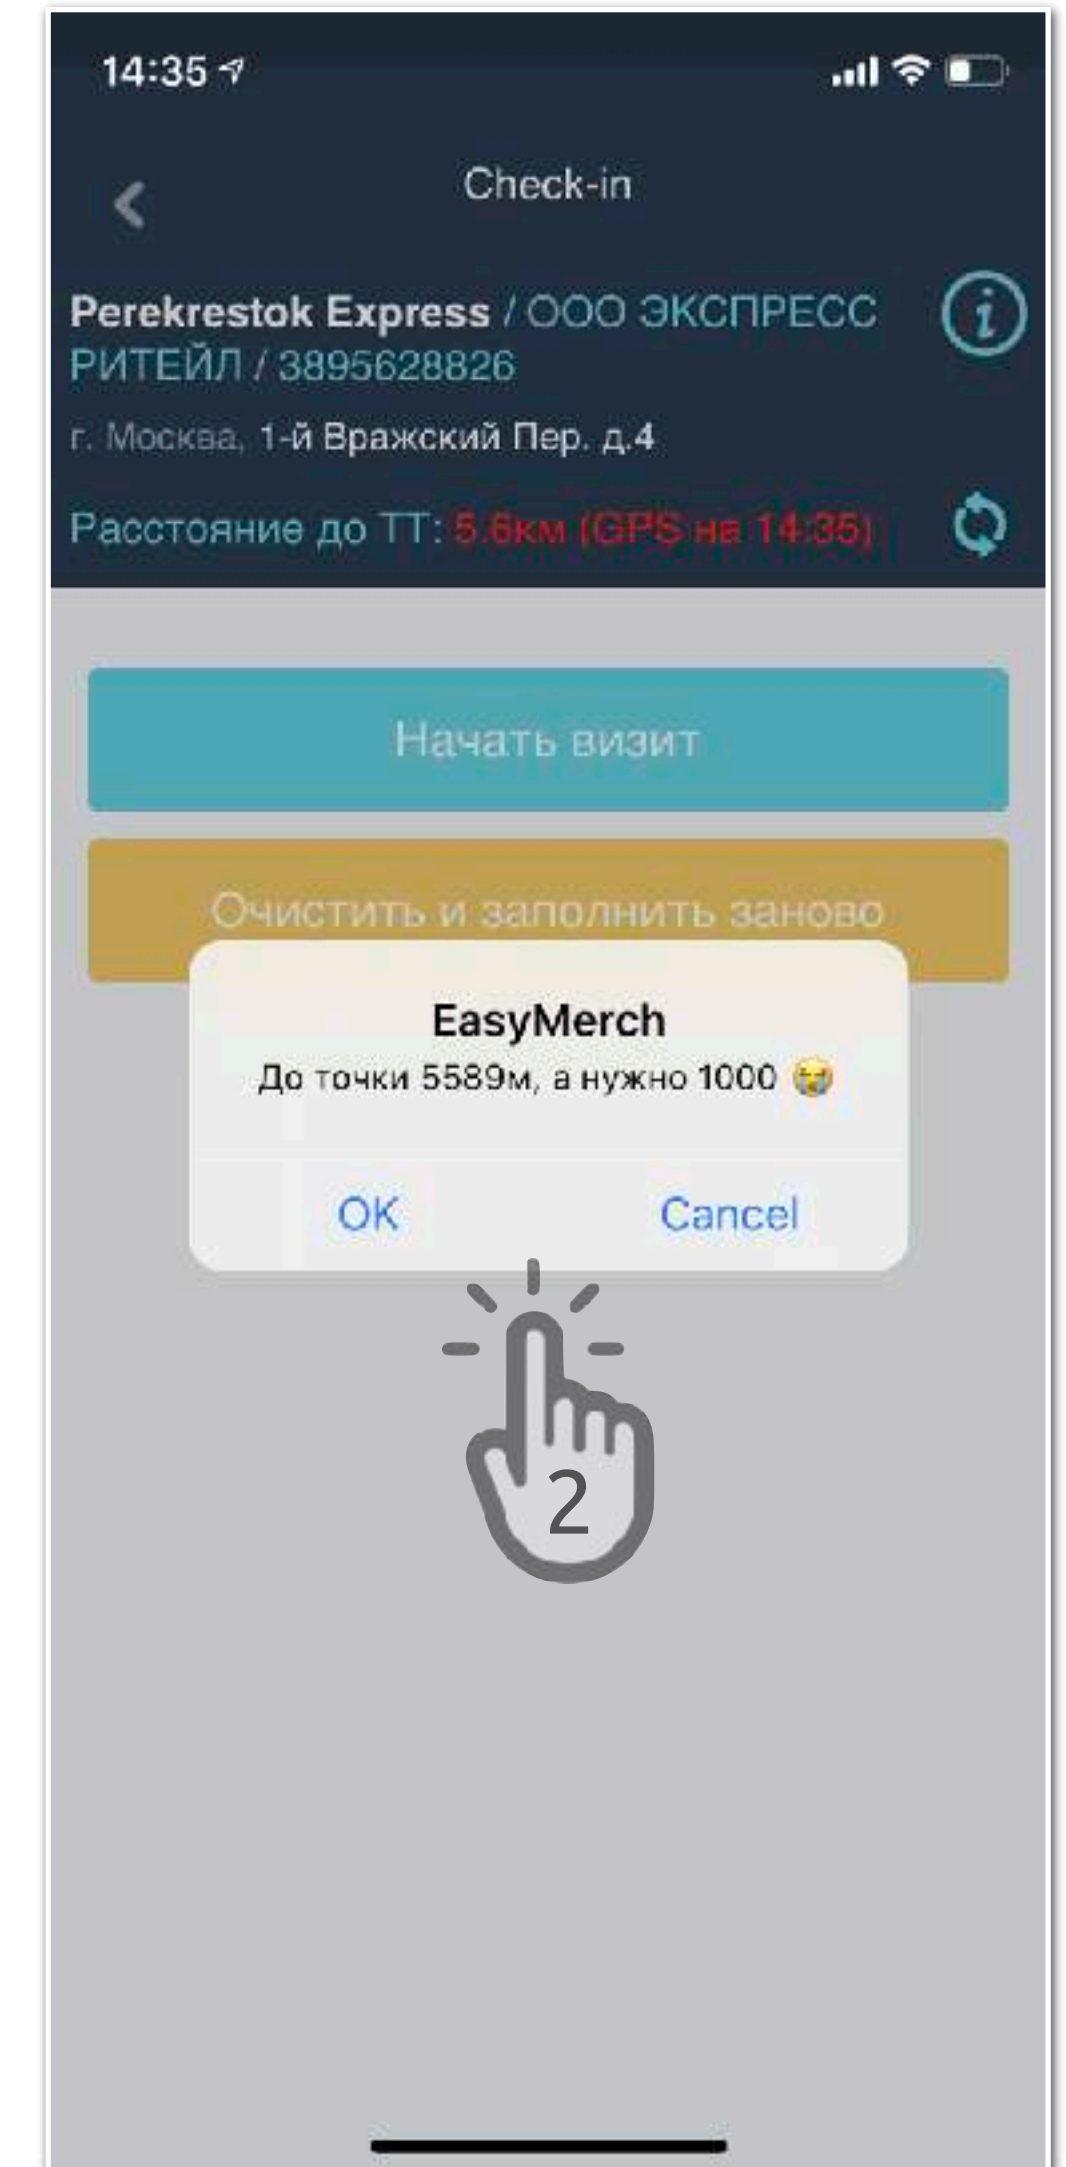 14:35
Check-in
Perekrestok Express / ООО ЭКСПРЕСС
РИТЕЙЛ / 3895628826
г. Москва, 1-й Вражский Пер. д.4
Расстояние до ТТ: 5.6км (GPS на 14:35)
Начать визит
Очистить и заполнить заново
EasyMerch
До точки 5589м, а нужно 1000 😭
OK Cancel
2